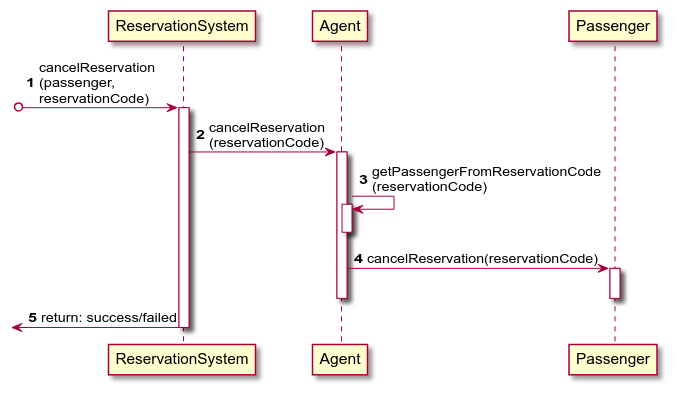 ReservationSystem
Agent
Passenger
cancelReservation
1 (passenger,
reservationCode)
2 cancelReservation
(reservationCode)
3 getPassengerFromReservationCode
(reservationCode)
4 cancelReservation(reservationCode)
5 return: success/failed
ReservationSystem
Agent
Passenger